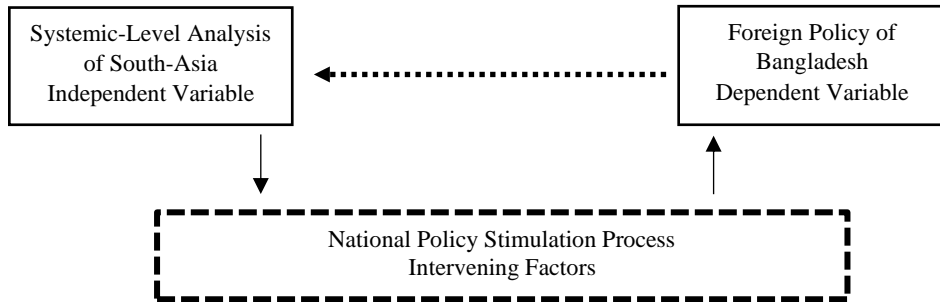 Systemic-Level Analysis
of South-Asia
Independent Variable
Foreign Policy of
Bangladesh
Dependent Variable
National Policy Stimulation Process
Intervening Factors